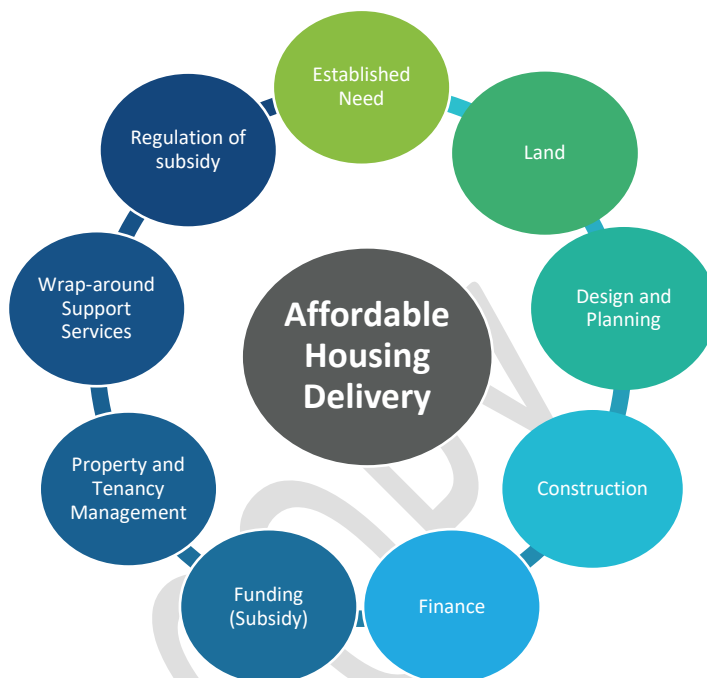 Established
Need
Land
Design and
Planning
Construction
Finance
Funding
(Subsidy)
Property and
Tenancy
Management
Wrap-around
Support
Services
Regulation of
subsidy
Affordable
Housing
Delivery